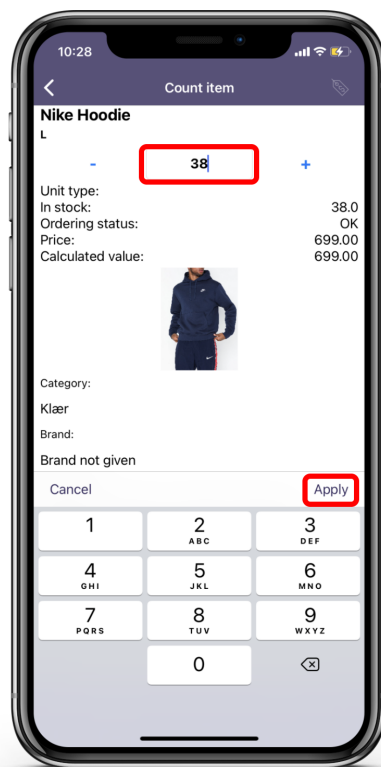 10:28
Count item
Nike Hoodie
L
- 38 +
Unit type:
In stock: 38.0
Ordering status: OK
Price: 699.00
Calculated value: 699.00
Category:
Klær
Brand:
Brand not given
Cancel Apply
1 2 3
ABC DEF
4 5 6
GHI JKL MNO
7 8 9
PQRS TUV WXYZ
0